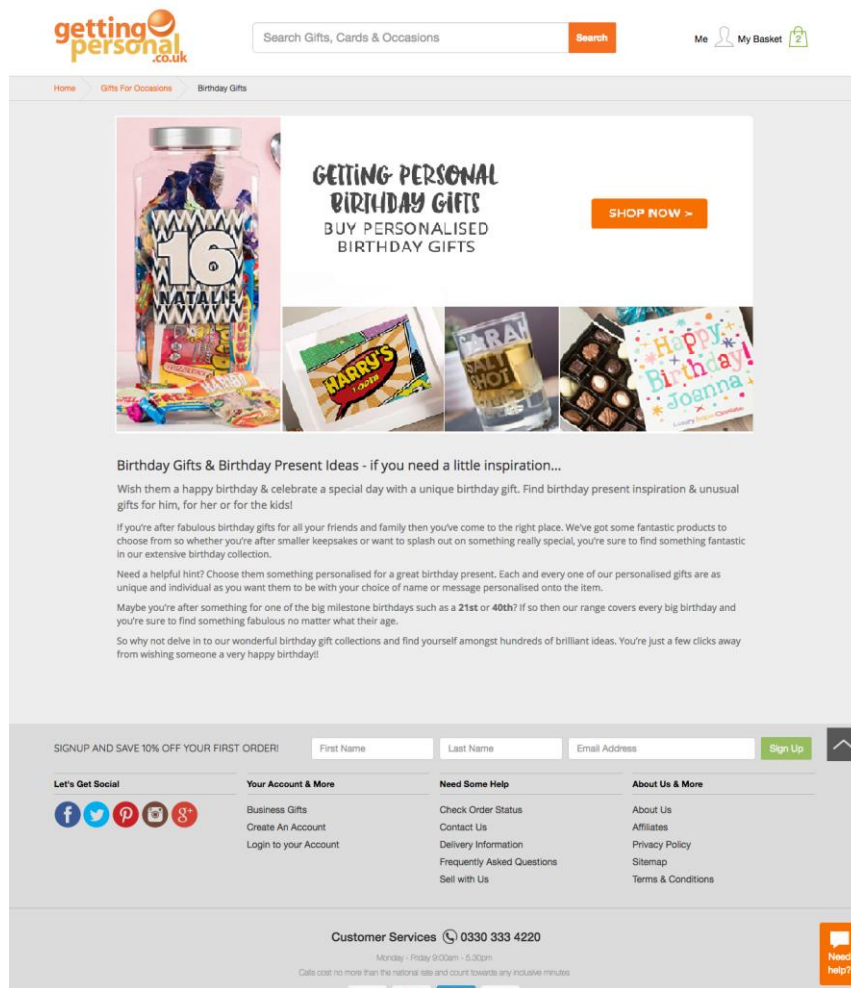 getting
personal
.co.uk
Search Gifts, Cards & Occasions
Search
Me
My Basket
2
Home
Gifts For Occasions
Birthday Gifts
16
NATALIE
GETTING PERSONAL
BIRTHDAY GIFTS
BUY PERSONALISED
BIRTHDAY GIFTS
SHOP NOW >
HARRY'S
Loota
SARAH
SALT
SHOT
Happy
Birthday!
Joanna
Birthday Gifts & Birthday Present Ideas - if you need a little inspiration...
Wish them a happy birthday & celebrate a special day with a unique birthday gift. Find birthday present inspiration & unusual
gifts for him, for her or for the kids!
If you're after fabulous birthday gifts for all your friends and family then you've come to the right place. We've got some fantastic products to
choose from so whether you're after smaller keepsakes or want to splash out on something really special, you're sure to find something fantastic
in our extensive birthday collection.
Need a helpful hint? Choose them something personalised for a great birthday present. Each and every one of our personalised gifts are as
unique and individual as you want them to be with your choice of name or message personalised onto the item.
Maybe you're after something for one of the big milestone birthdays such as a 21st or 40th? If so then our range covers every big birthday and
you're sure to find something fabulous no matter what their age.
So why not delve in to our wonderful birthday gift collections and find yourself amongst hundreds of brilliant ideas. You're just a few clicks away
from wishing someone a very happy birthday!!
SIGNUP AND SAVE 10% OFF YOUR FIRST ORDER!
First Name
Last Name
Email Address
Sign Up
Let's Get Social
Your Account & More
Business Gifts
Create An Account
Login to your Account
Need Some Help
Check Order Status
Contact Us
Delivery Information
Frequently Asked Questions
Sell with Us
About Us & More
About Us
Affiliates
Privacy Policy
Sitemap
Terms & Conditions
Customer Services 0330 333 4220
Monday - Friday 9:00am - 5.30pm
Calls cost no more than the national rate and count towards any inclusive minutes
Need
help?